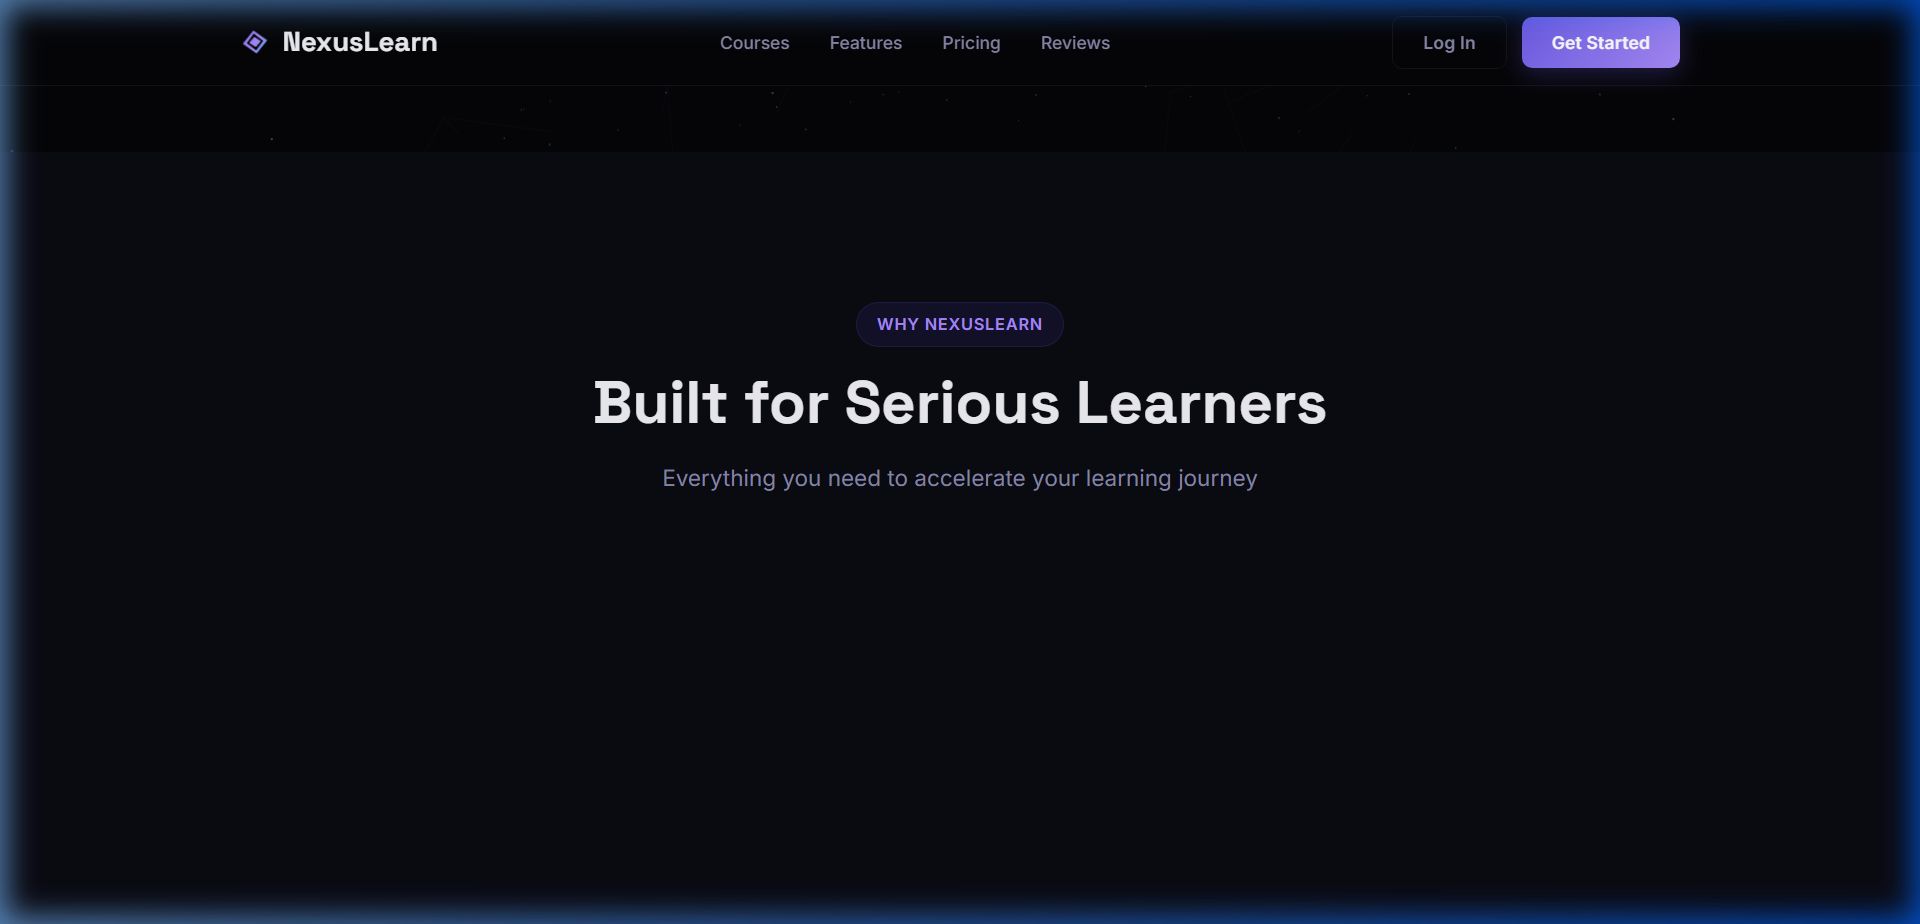 NexusLearn
Courses Features Pricing Reviews
Log In
Get Started
WHY NEXUSLEARN
Built for Serious Learners
Everything you need to accelerate your learning journey